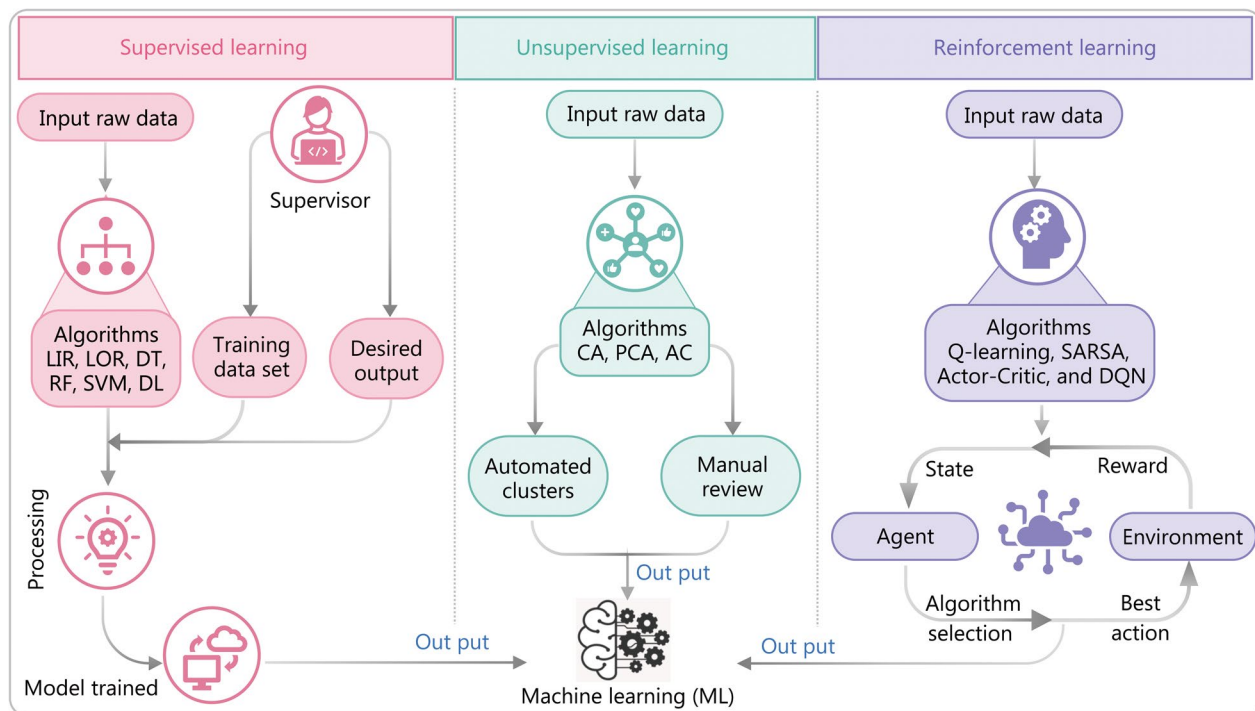 Supervised learning
Unsupervised learning
Reinforcement learning
Input raw data
Supervisor
Algorithms
LIR, LOR, DT,
RF, SVM, DL
Training
data set
Desired
output
Processing
Model trained
Out put
Input raw data
Algorithms
CA, PCA, AC
Automated
clusters
Manual
review
Out put
Machine learning (ML)
Input raw data
Algorithms
Q-learning, SARSA,
Actor-Critic, and DQN
State
Reward
Agent
Environment
Algorithm
selection
Best
action
Out put